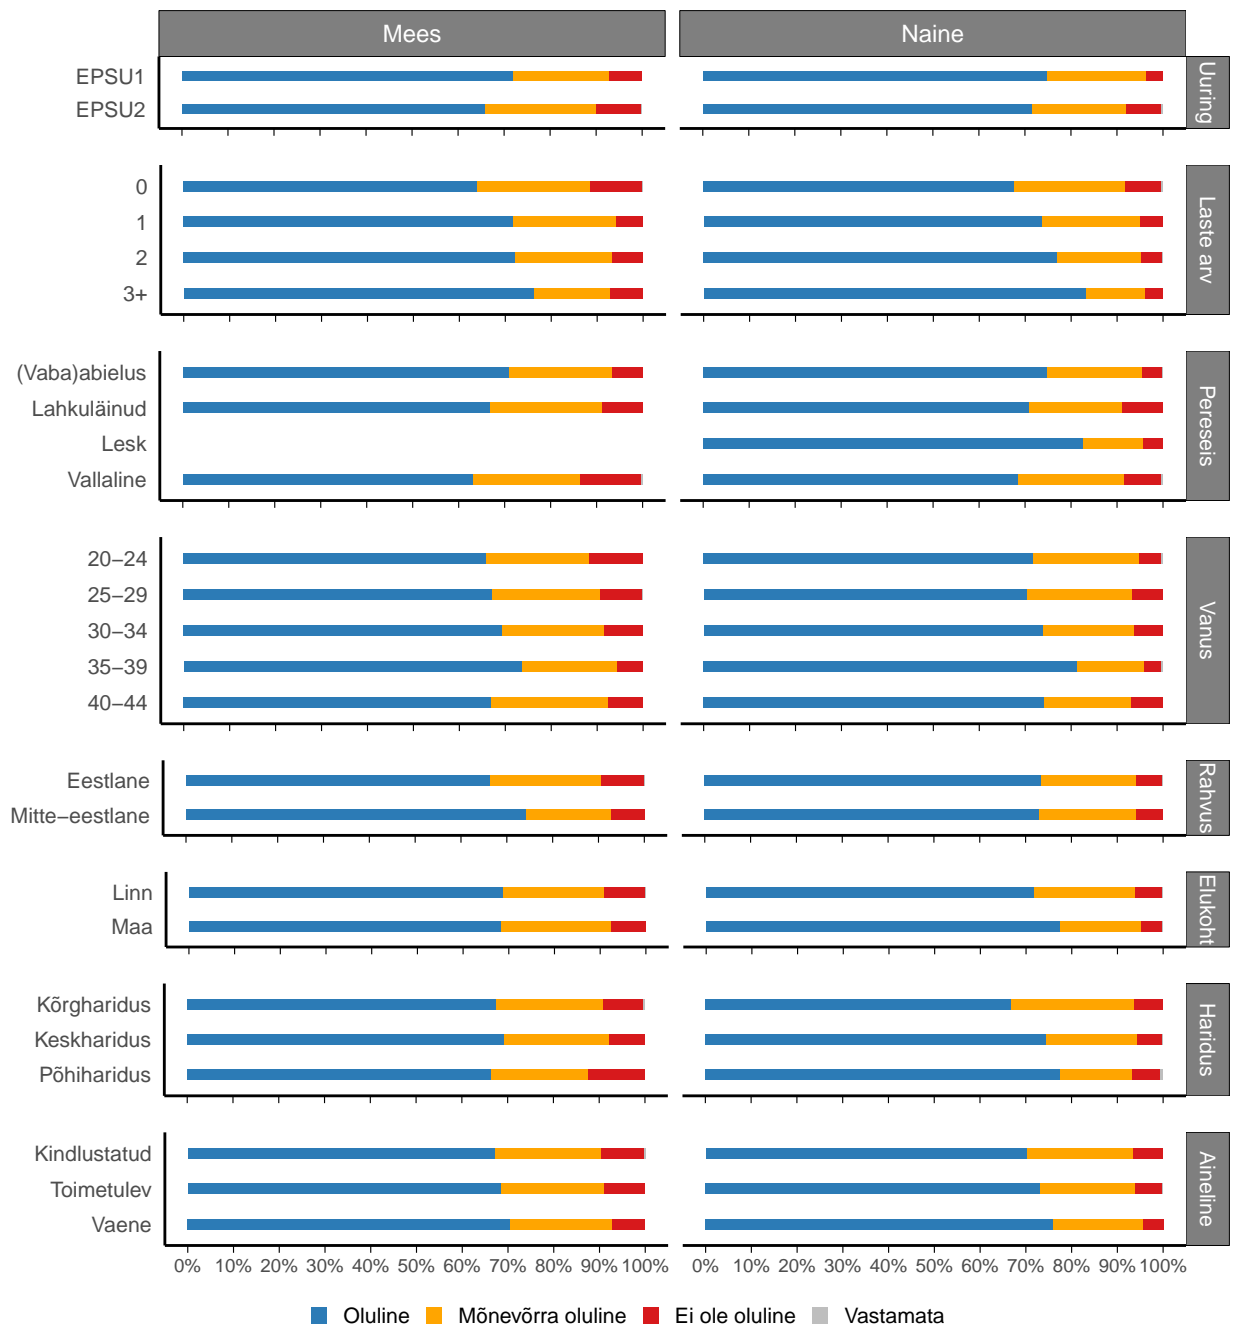 Mees Naine
EPSU1
EPSU2
Uuring
0
1
2
3+
Laste arv
(Vaba)abielus
Lahkuläinud
Lesk
Vallaline
Pereseis
20−24
25−29
30−34
35−39
40−44
Vanus
Eestlane
Mitte−eestlane
Rahvus
Linn
Maa
Elukoht
Kõrgharidus
Keskharidus
Põhiharidus
Haridus
Kindlustatud
Toimetulev
Vaene
Aineline
0% 10% 20% 30% 40% 50% 60% 70% 80% 90% 100% 0% 10% 20% 30% 40% 50% 60% 70% 80% 90% 100%
Oluline Mõnevõrra oluline Ei ole oluline Vastamata